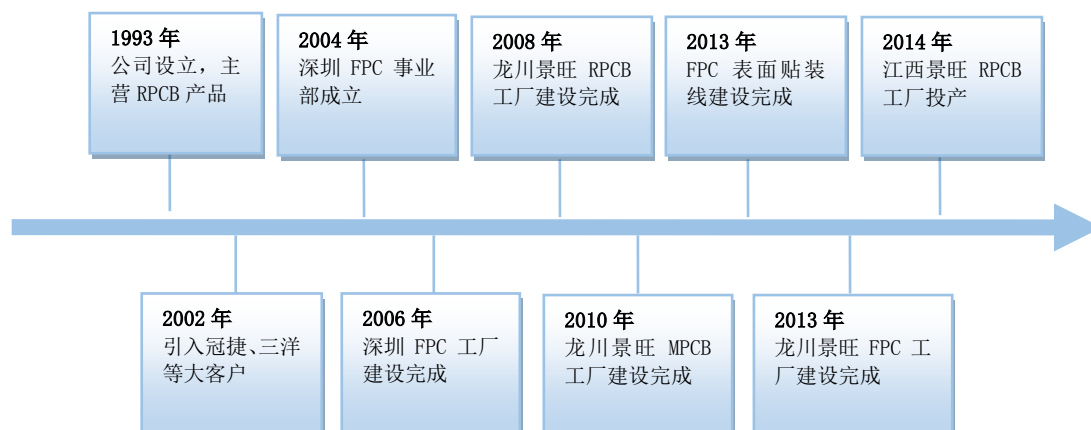 1993 年
公司设立，主
营 RPCB 产品
2004 年
深圳 FPC 事业
部成立
2008 年
龙川景旺 RPCB
工厂建设完成
2013 年
FPC 表面贴装
线建设完成
2014 年
江西景旺 RPCB
工厂投产
2002 年
引入冠捷、三洋
等大客户
2006 年
深圳 FPC 工厂
建设完成
2010 年
龙川景旺 MPCB
工厂建设完成
2013 年
龙川景旺 FPC 工
厂建设完成